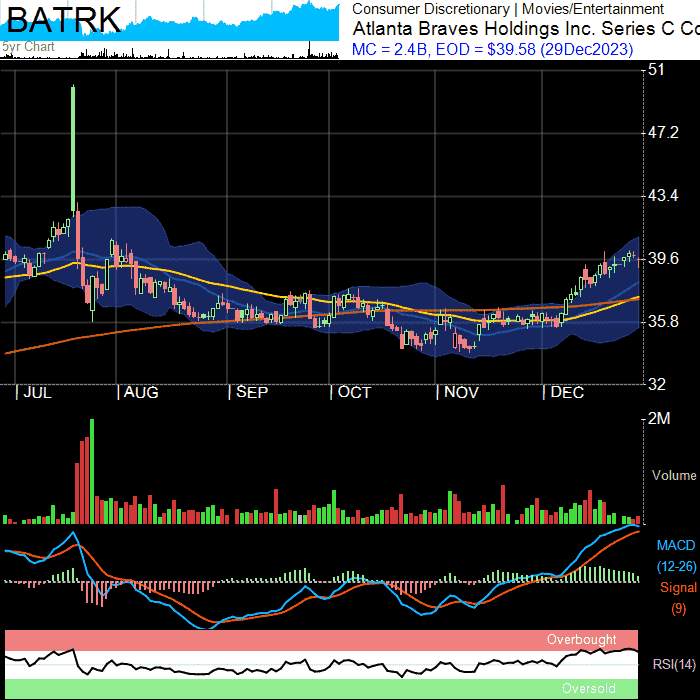 BATRK
5yr Chart
Consumer Discretionary | Movies/Entertainment
Atlanta Braves Holdings Inc. Series C Co
MC = 2.4B, EOD = $39.58 (29Dec2023)
51
47.2
43.4
39.6
35.8
32
| JUL | AUG | SEP | OCT | NOV | DEC
2M
Volume
MACD
(12-26)
Signal
(9)
Overbought
RSI(14)
Oversold